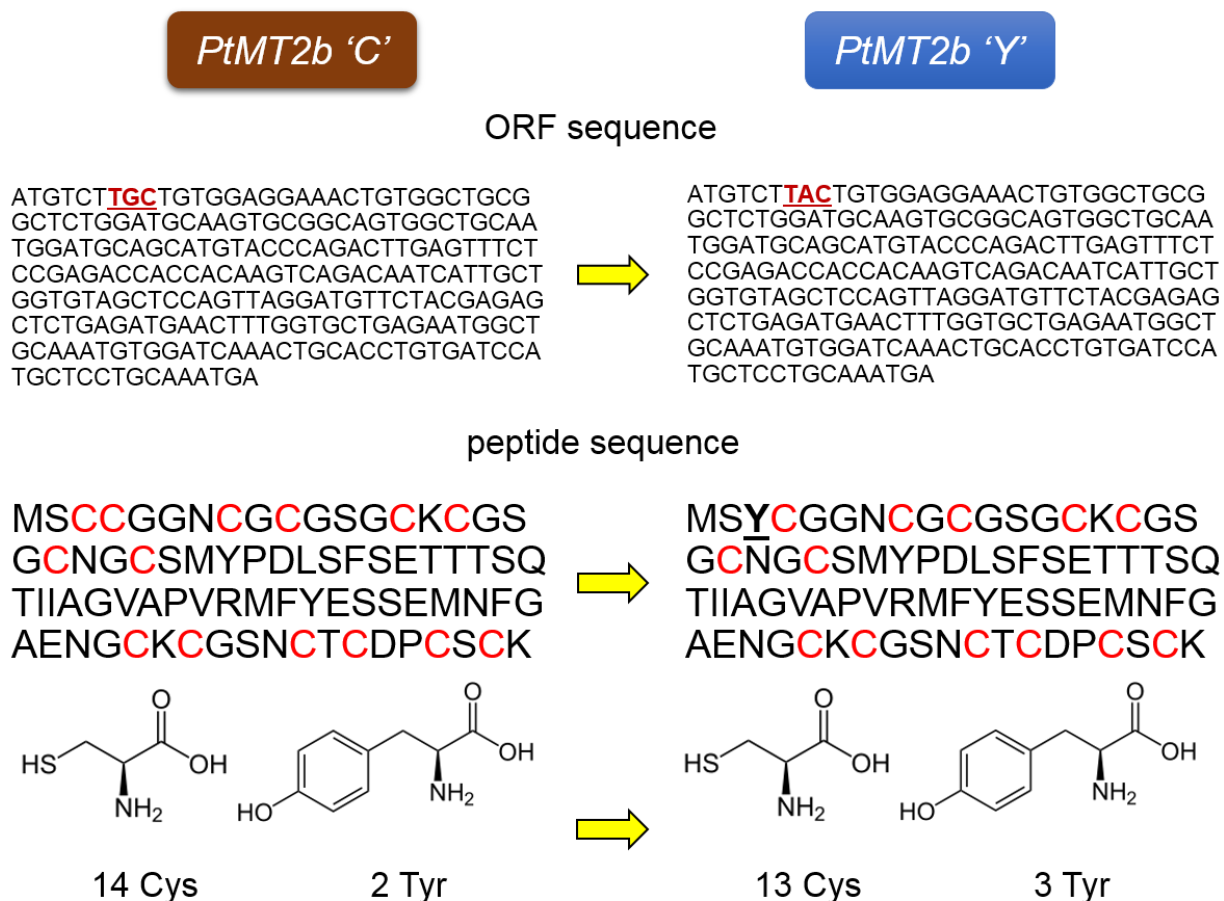 PtMT2b ‘C’
PtMT2b ‘Y’
ORF sequence
ATGTCTTGCTGTGGAGGAAACTGTGGCTGCG
GCTCTGGATGCAAGTGCGGCAGTGGCTGCAA
TGGATGCAGCATGTACCCAGACTTGAGTTTCT
CCGAGACCACCACAAGTCAGACAATCATTGCT
GGTGTAGCTCCAGTTAGGATGTTCTACGAGAG
CTCTGAGATGAACTTTGGTGCTGAGAATGGCT
GCAAATGTGGATCAAACTGCACCTGTGATCCA
TGCTCCTGCAAATGA
ATGTCTTACTGTGGAGGAAACTGTGGCTGCG
GCTCTGGATGCAAGTGCGGCAGTGGCTGCAA
TGGATGCAGCATGTACCCAGACTTGAGTTTCT
CCGAGACCACCACAAGTCAGACAATCATTGCT
GGTGTAGCTCCAGTTAGGATGTTCTACGAGAG
CTCTGAGATGAACTTTGGTGCTGAGAATGGCT
GCAAATGTGGATCAAACTGCACCTGTGATCCA
TGCTCCTGCAAATGA
peptide sequence
MSCCGGNCGCGSGCKCGS
GCNGCSMYPDLSFSETTTSQ
TIIAGVAPVRMFYESSEMNFG
AENGCKCGSNCTCDPCSCK
MSYCGGNCGCGSGCKCGS
GCNGCSMYPDLSFSETTTSQ
TIIAGVAPVRMFYESSEMNFG
AENGCKCGSNCTCDPCSCK
O
HS
OH
NH2
O
OH
NH2
HO
O
HS
OH
NH2
O
OH
NH2
HO
14 Cys
2 Tyr
13 Cys
3 Tyr